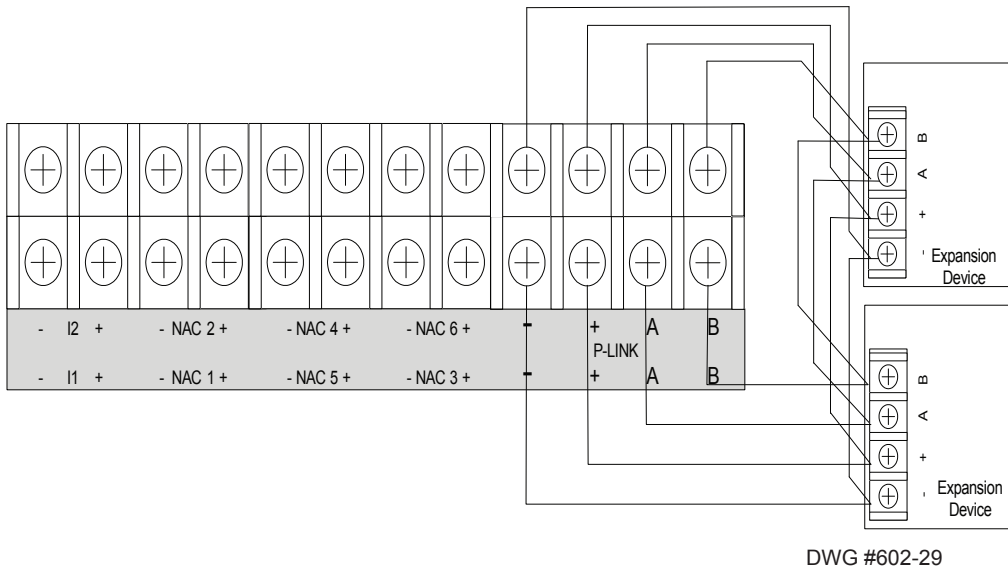 B
A
+
-
Expansion
Device
- I2 + - NAC 2 + - NAC 4 + - NAC 6 + - + A B
P-LINK
- I1 + - NAC 1 + - NAC 5 + - NAC 3 + - + A B
B
A
+
-
Expansion
Device
DWG #602-29